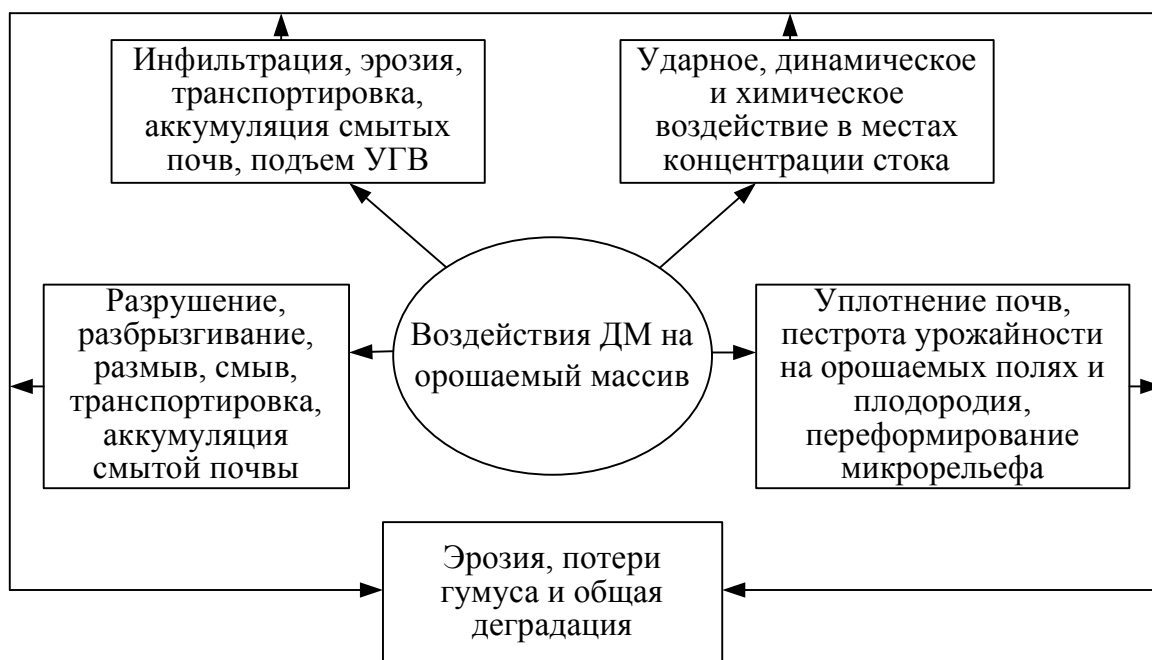 Инфильтрация, эрозия,
транспортировка,
аккумуляция смытых
почв, подъем УГВ
Ударное, динамическое
и химическое
воздействие в местах
концентрации стока
Разрушение,
разбрызгивание,
размыв, смыв,
транспортировка,
аккумуляция
смытой почвы
Воздействия ДМ на
орошаемый массив
Уплотнение почв,
пестрота урожайности
на орошаемых полях и
плодородия,
переформирование
микрорельефа
Эрозия, потери
гумуса и общая
деградация